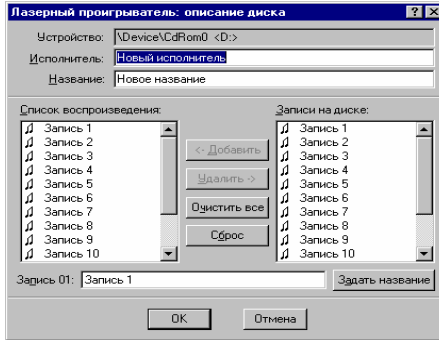 Лазерный проигрыватель: описание диска
Устройство: \Device\CdRom0 <D:>
Исполнитель: Новый исполнитель
Название: Новое название
Список воспроизведения:
Запись 1
Запись 2
Запись 3
Запись 4
Запись 5
Запись 6
Запись 7
Запись 8
Запись 9
Запись 10
<- Добавить
Удалить ->
Очистить все
Сброс
Записи на диске:
Запись 1
Запись 2
Запись 3
Запись 4
Запись 5
Запись 6
Запись 7
Запись 8
Запись 9
Запись 10
Запись 01: Запись 1 Задать название
OK Отмена